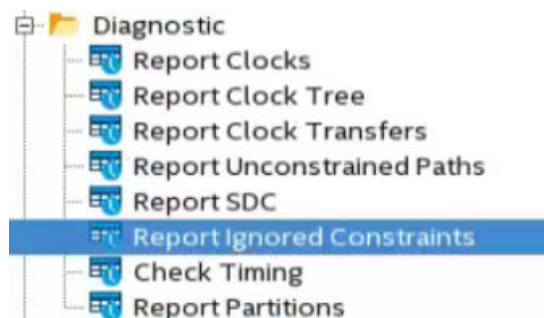 Diagnostic
Report Clocks
Report Clock Tree
Report Clock Transfers
Report Unconstrained Paths
Report SDC
Report Ignored Constraints
Check Timing
Report Partitions